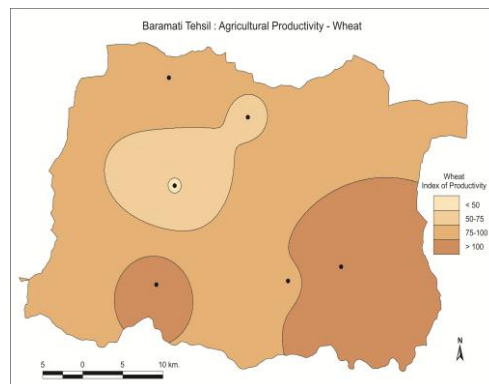 Baramati Tehsil : Agricultural Productivity - Wheat
Wheat
Index of Productivity
< 50
50-75
75-100
> 100
N
5 0 5 10 km.